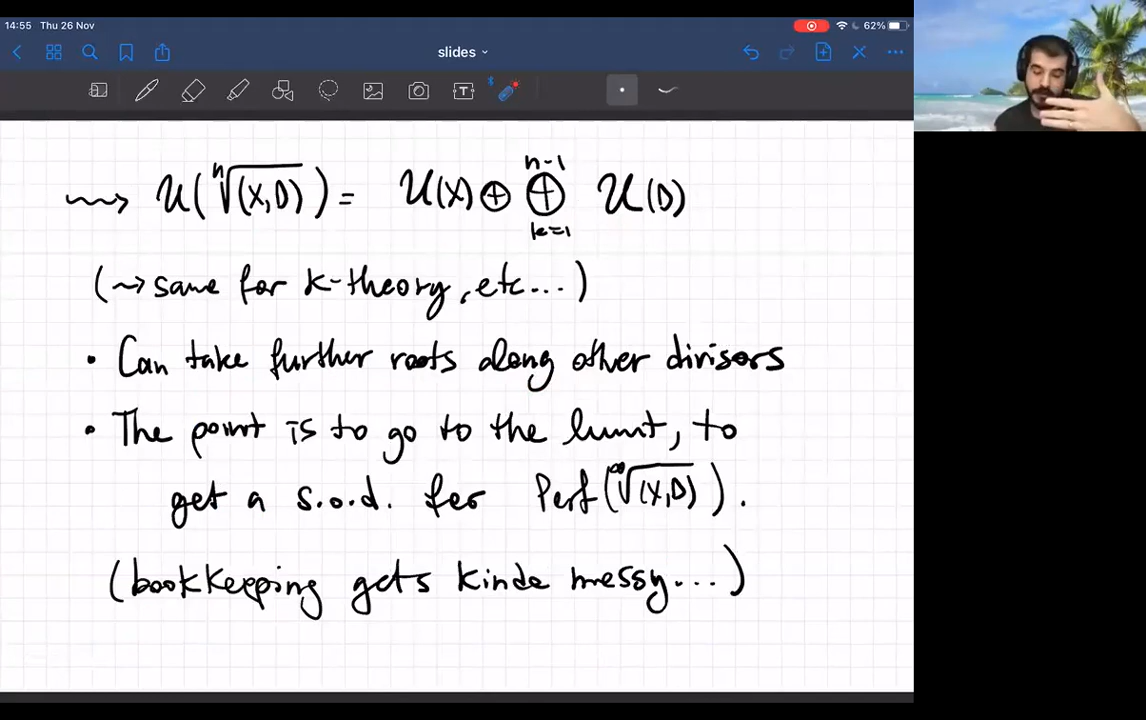 14:55 Thu 26 Nov
62%
slides
⇝ U(ⁿ√(X,D)) = U(X) ⊕ ⊕ₖ₌₁ⁿ⁻¹ U(D)
(⇝ same for K-theory, etc...)
• Can take further roots along other divisors
• The point is to go to the limit, to
get a s.o.d. for Perf(∞√(X,D)).
(bookkeeping gets kinda messy...)